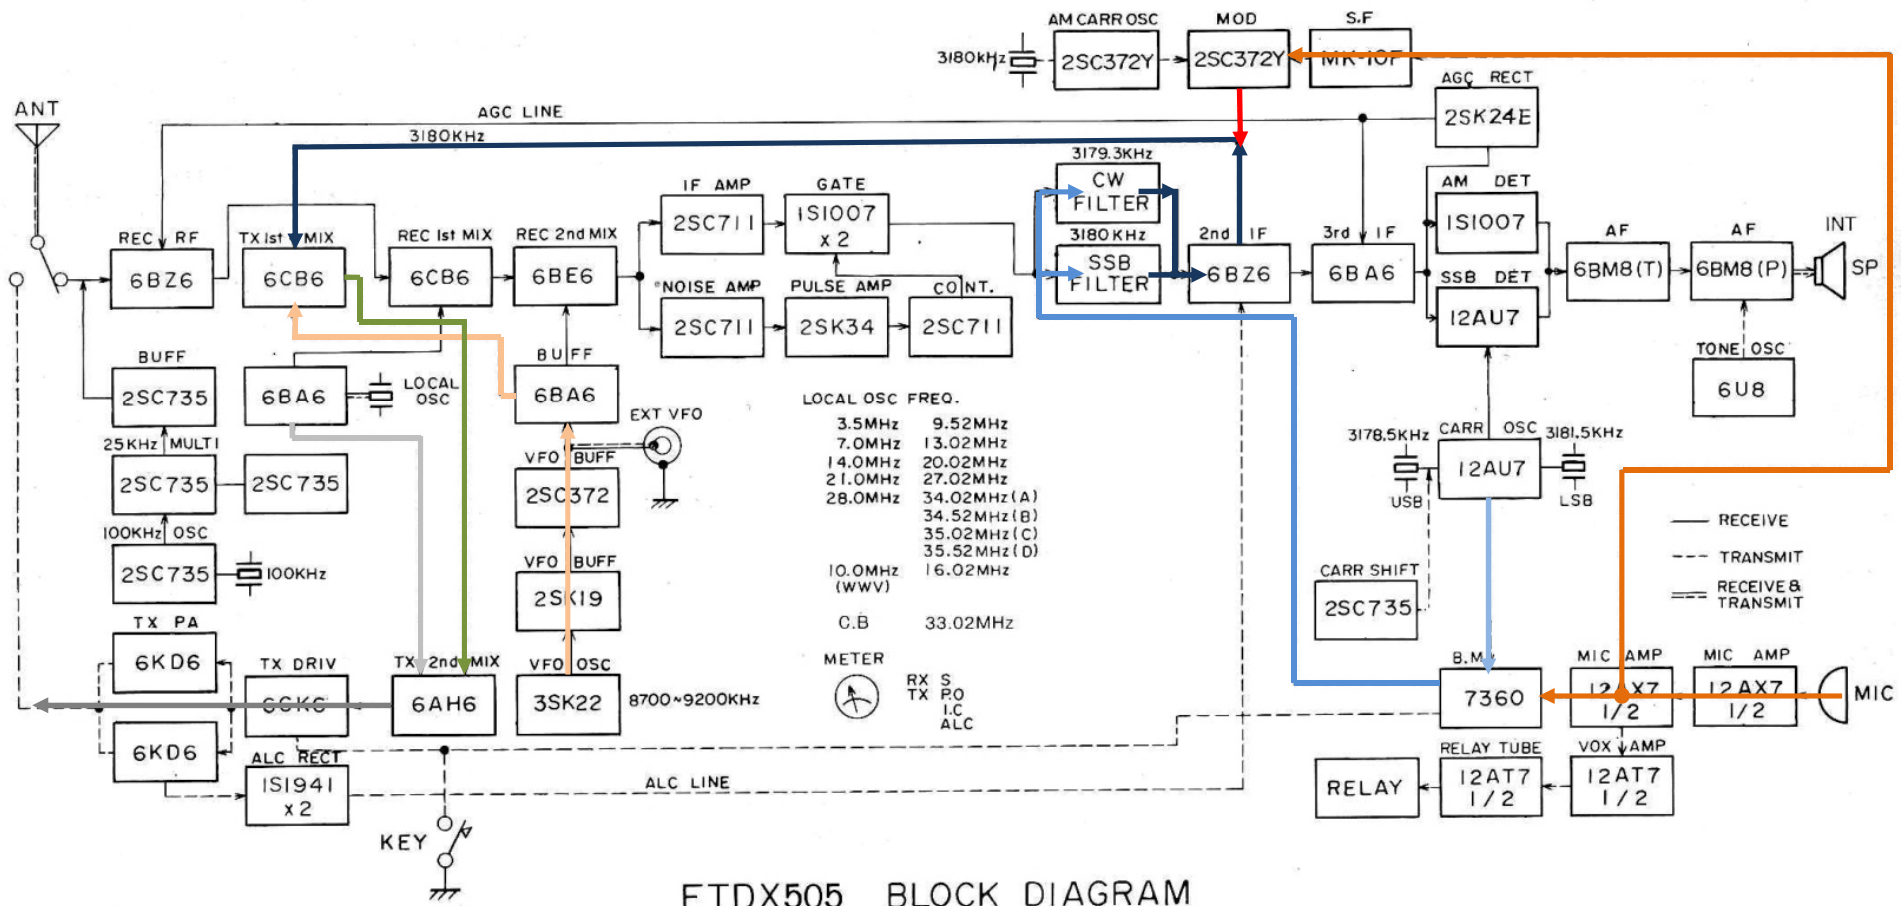 AM CARR OSC
MOD
S.F
3180kHz
2SC372Y
2SC372Y
MK-10F
AGC RECT
2SK24E
ANT
AGC LINE
3180KHz
3179.3KHz
CW
FILTER
3180 KHz
SSB
FILTER
REC RF
6BZ6
TX 1st MIX
6CB6
REC 1st MIX
6CB6
REC 2nd MIX
6BE6
IF AMP
2SC711
GATE
1S1007
x 2
NOISE AMP
2SC711
PULSE AMP
2SK34
CONT.
2SC711
2nd IF
6BZ6
3rd IF
6BA6
AM DET
1S1007
SSB DET
12AU7
AF
6BM8(T)
AF
6BM8(P)
INT
SP
TONE OSC
6U8
BUFF
2SC735
25KHz MULTI
2SC735
2SC735
100KHz OSC
2SC735
100KHz
6BA6
LOCAL
OSC
BUFF
6BA6
EXT VFO
VFO BUFF
2SC372
VFO BUFF
2SK19
VFO OSC
3SK22
8700~9200KHz
LOCAL OSC FREQ.
3.5MHz 9.52MHz
7.0MHz 13.02MHz
14.0MHz 20.02MHz
21.0MHz 27.02MHz
28.0MHz 34.02MHz(A)
34.52MHz(B)
35.02MHz(C)
35.52MHz(D)
10.0MHz 16.02MHz
(WWV)
C.B 33.02MHz
METER
RX S
TX P.O
I.C
ALC
CARR OSC
3178.5KHz
12AU7
3181.5KHz
USB
LSB
CARR SHIFT
2SC735
RECEIVE
TRANSMIT
RECEIVE &
TRANSMIT
TX PA
6KD6
6KD6
TX DRIV
6GK6
TX 2nd MIX
6AH6
ALC RECT
1S1941
x 2
ALC LINE
KEY
B.M
7360
MIC AMP
12AX7
1/2
MIC AMP
12AX7
1/2
MIC
RELAY
RELAY TUBE
12AT7
1/2
VOX AMP
12AT7
1/2
FTDX505 BLOCK DIAGRAM